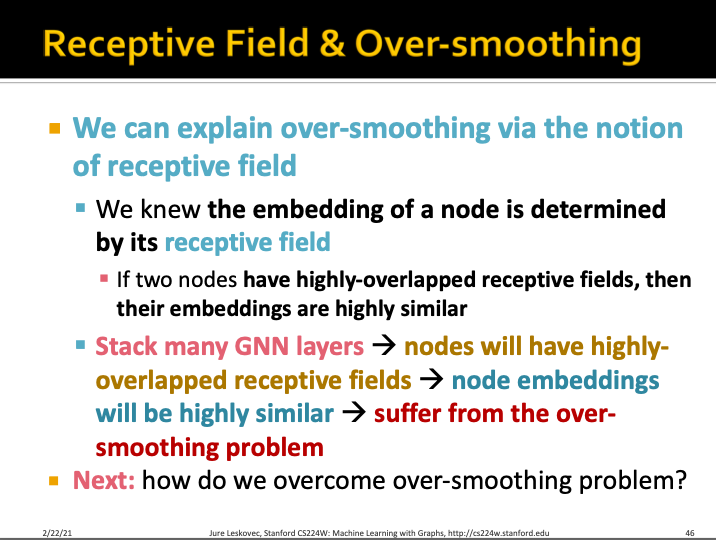 Receptive Field & Over-smoothing
We can explain over-smoothing via the notion
of receptive field
We knew the embedding of a node is determined
by its receptive field
If two nodes have highly-overlapped receptive fields, then
their embeddings are highly similar
Stack many GNN layers → nodes will have highly-
overlapped receptive fields → node embeddings
will be highly similar → suffer from the over-
smoothing problem
Next: how do we overcome over-smoothing problem?
2/22/21 Jure Leskovec, Stanford CS224W: Machine Learning with Graphs, http://cs224w.stanford.edu 46